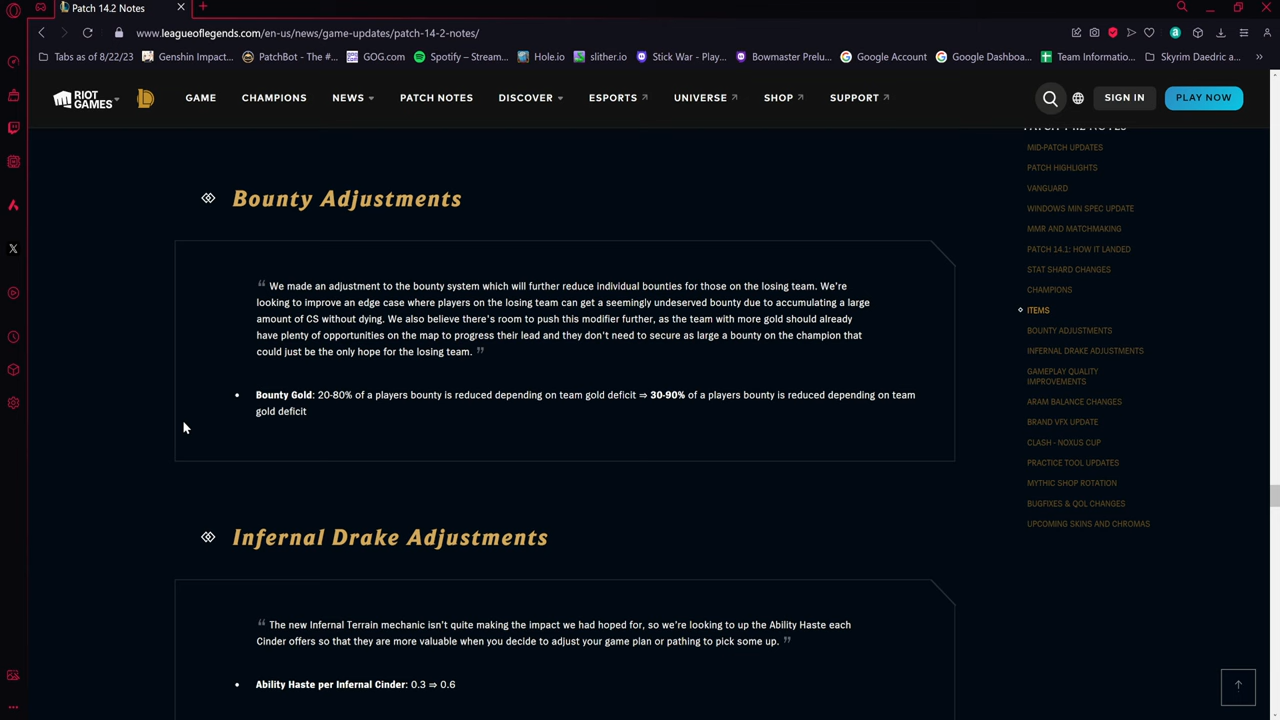 Patch 14.2 Notes
www.leagueoflegends.com/en-us/news/game-updates/patch-14-2-notes/
Tabs as of 8/22/23
Genshin Impact...
PatchBot - The #...
GOG.com
Spotify – Stream...
Hole.io
slither.io
Stick War - Play...
Bowmaster Prelu...
Google Account
Google Dashboa...
Team Informatio...
Skyrim Daedric a...
RIOT GAMES
GAME
CHAMPIONS
NEWS
PATCH NOTES
DISCOVER
ESPORTS
UNIVERSE
SHOP
SUPPORT
SIGN IN
PLAY NOW
Bounty Adjustments
“ We made an adjustment to the bounty system which will further reduce individual bounties for those on the losing team. We’re
looking to improve an edge case where players on the losing team can get a seemingly undeserved bounty due to accumulating a large
amount of CS without dying. We also believe there's room to push this modifier further, as the team with more gold should already
have plenty of opportunities on the map to progress their lead and they don't need to secure as large a bounty on the champion that
could just be the only hope for the losing team. ”
• Bounty Gold: 20-80% of a players bounty is reduced depending on team gold deficit ⇒ 30-90% of a players bounty is reduced depending on team
gold deficit
Infernal Drake Adjustments
“ The new Infernal Terrain mechanic isn’t quite making the impact we had hoped for, so we’re looking to up the Ability Haste each
Cinder offers so that they are more valuable when you decide to adjust your game plan or pathing to pick some up. ”
• Ability Haste per Infernal Cinder: 0.3 ⇒ 0.6
PATCH 14.2 NOTES
MID-PATCH UPDATES
PATCH HIGHLIGHTS
VANGUARD
WINDOWS MIN SPEC UPDATE
MMR AND MATCHMAKING
PATCH 14.1: HOW IT LANDED
STAT SHARD CHANGES
CHAMPIONS
ITEMS
BOUNTY ADJUSTMENTS
INFERNAL DRAKE ADJUSTMENTS
GAMEPLAY QUALITY
IMPROVEMENTS
ARAM BALANCE CHANGES
BRAND VFX UPDATE
CLASH - NOXUS CUP
PRACTICE TOOL UPDATES
MYTHIC SHOP ROTATION
BUGFIXES & QOL CHANGES
UPCOMING SKINS AND CHROMAS